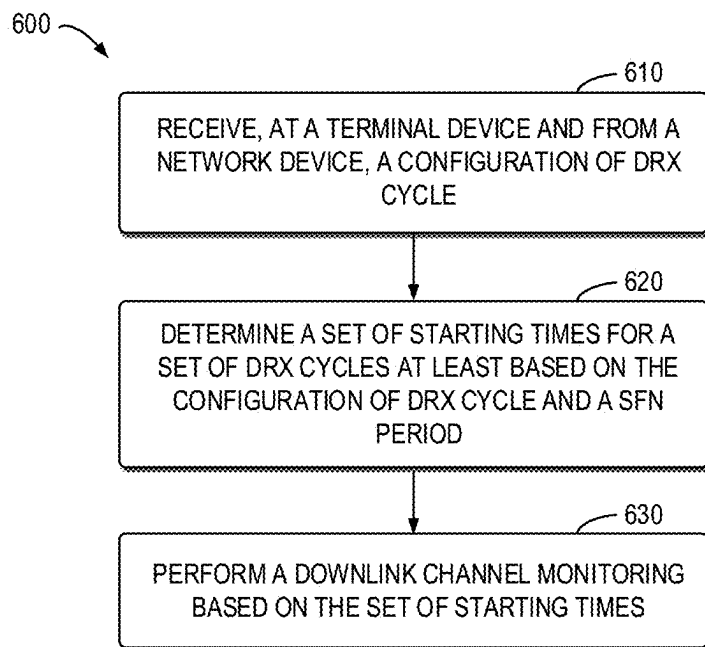 600
610
RECEIVE, AT A TERMINAL DEVICE AND FROM A
NETWORK DEVICE, A CONFIGURATION OF DRX
CYCLE
620
DETERMINE A SET OF STARTING TIMES FOR A
SET OF DRX CYCLES AT LEAST BASED ON THE
CONFIGURATION OF DRX CYCLE AND A SFN
PERIOD
630
PERFORM A DOWNLINK CHANNEL MONITORING
BASED ON THE SET OF STARTING TIMES